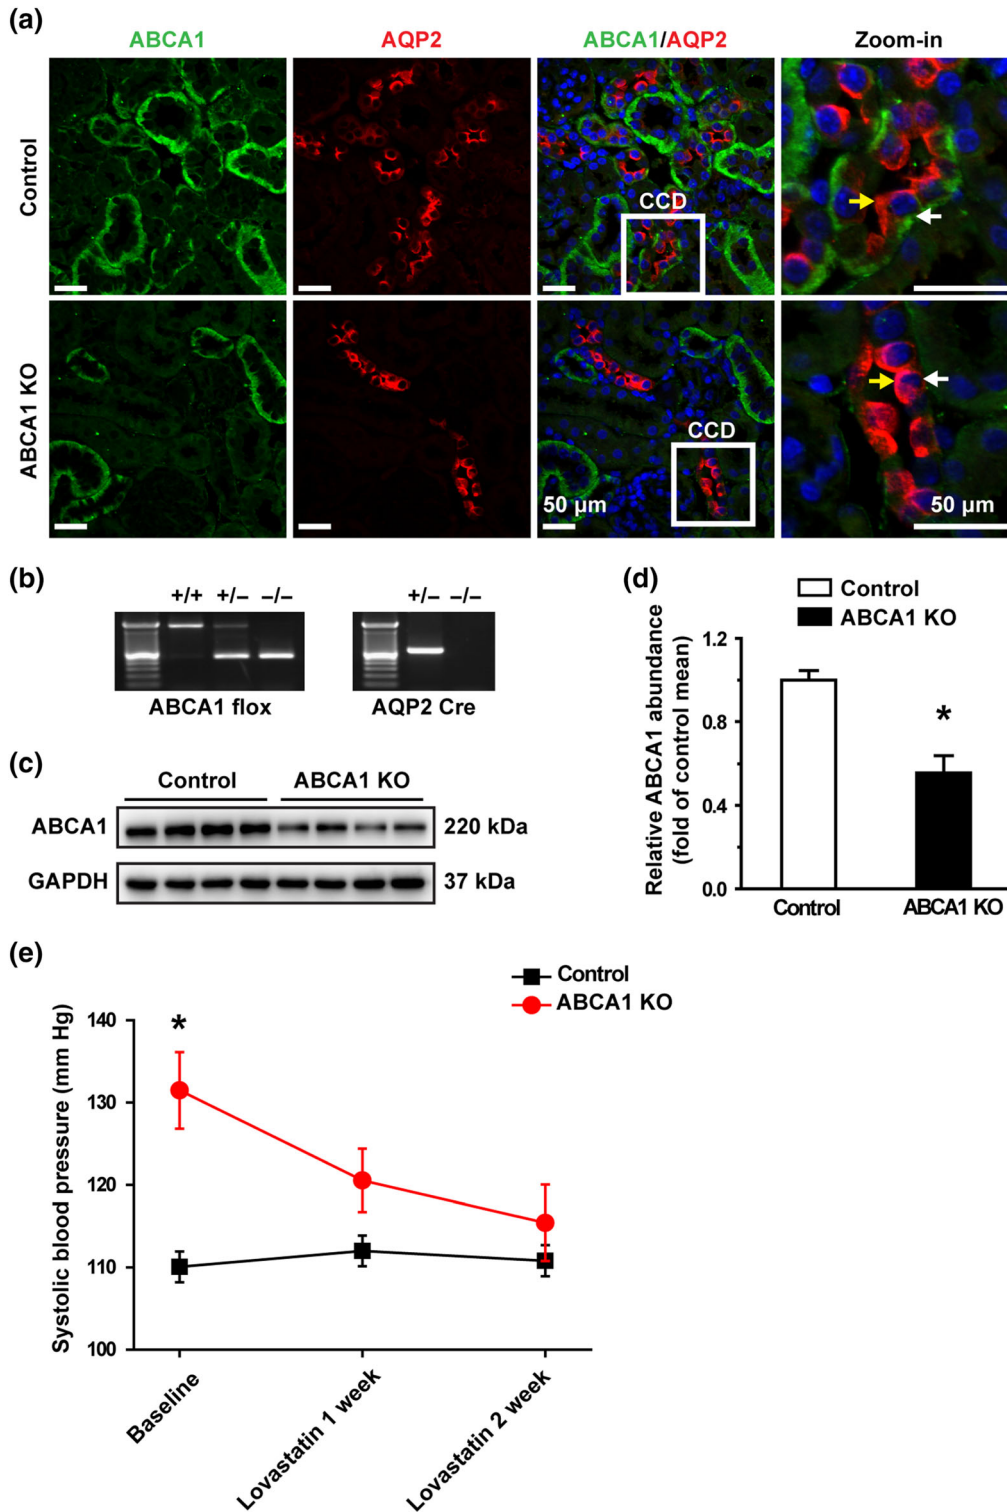 (a)
ABCA1 AQP2 ABCA1/AQP2 Zoom-in
Control
CCD
ABCA1 KO
CCD
50 µm 50 µm
(b)
+/+ +/− −/− +/− −/−
ABCA1 flox AQP2 Cre
(c)
Control ABCA1 KO
ABCA1 220 kDa
GAPDH 37 kDa
(d)
Control
ABCA1 KO
Relative ABCA1 abundance
(fold of control mean)
1.2
0.8
0.4
0.0
*
Control ABCA1 KO
(e)
Control
ABCA1 KO
Systolic blood pressure (mm Hg)
140
130
120
110
100
*
Baseline
Lovastatin 1 week
Lovastatin 2 week